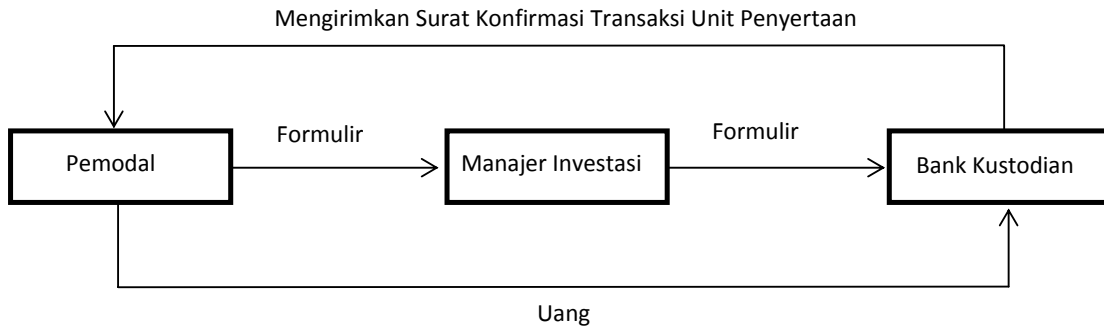 Mengirimkan Surat Konfirmasi Transaksi Unit Penyertaan
Formulir
Formulir
Pemodal
Manajer Investasi
Bank Kustodian
Uang